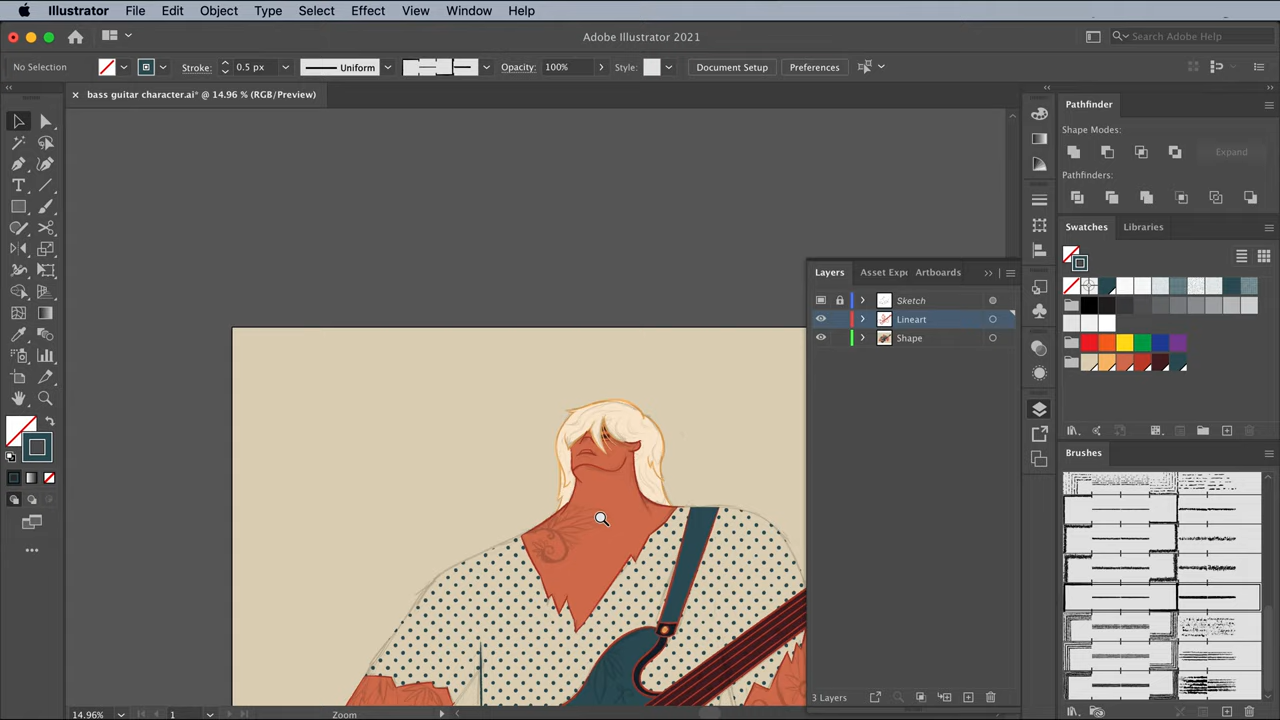 Illustrator File Edit Object Type Select Effect View Window Help
Adobe Illustrator 2021
Search Adobe Help
No Selection Stroke: 0.5 px Uniform Opacity: 100% Style: Document Setup Preferences
bass guitar character.ai* @ 14.96 % (RGB/Preview)
Pathfinder
Shape Modes:
Expand
Pathfinders:
Swatches Libraries
Layers Asset Expo Artboards
Sketch
Lineart
Shape
Brushes
3 Layers
14.96% 1 Zoom